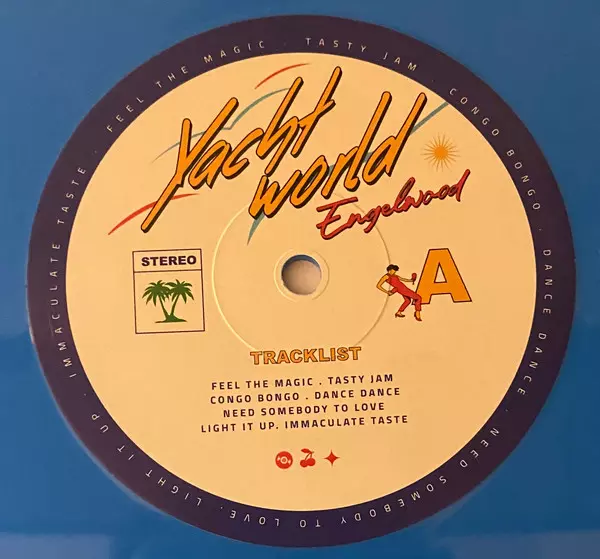 Yacht
world
Engelwood
STEREO
A
TRACKLIST
FEEL THE MAGIC . TASTY JAM
CONGO BONGO . DANCE DANCE
NEED SOMEBODY TO LOVE
LIGHT IT UP. IMMACULATE TASTE
FEEL THE MAGIC . TASTY JAM . CONGO BONGO . DANCE DANCE . NEED SOMEBODY TO LOVE. LIGHT IT UP . IMMACULATE TASTE .